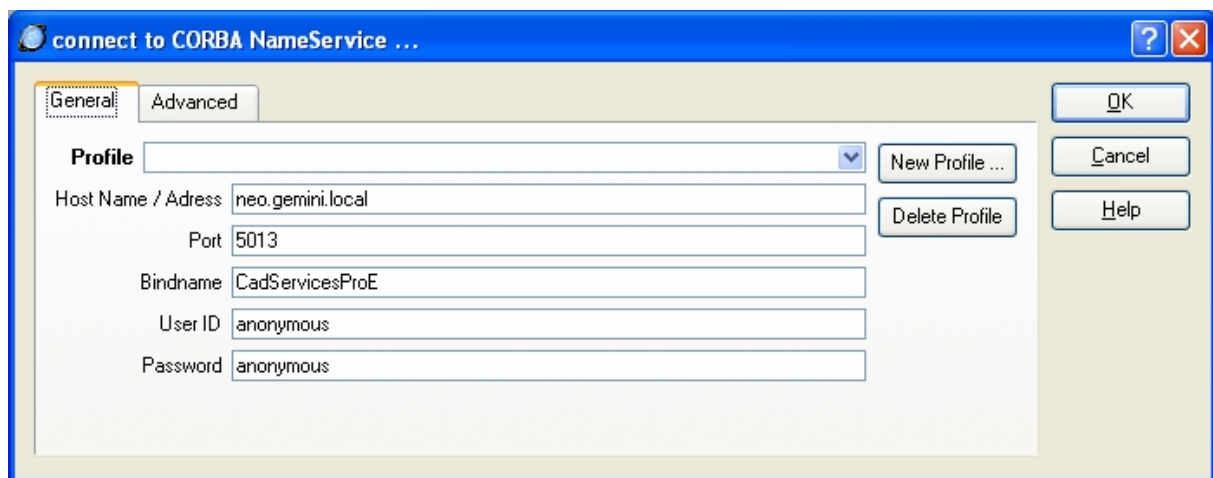 connect to CORBA NameService ...
General Advanced
OK
Profile New Profile ... Cancel
Host Name / Adress neo.gemini.local Delete Profile Help
Port 5013
Bindname CadServicesProE
User ID anonymous
Password anonymous